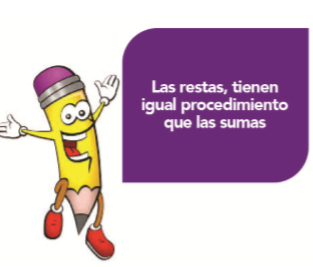 Las restas, tienen
igual procedimiento
que las sumas